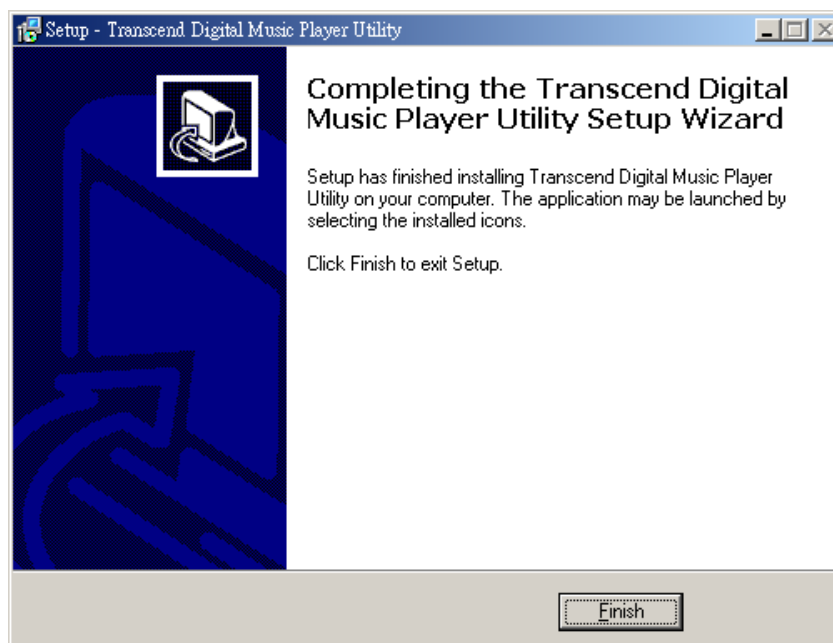 Setup - Transcend Digital Music Player Utility
Completing the Transcend Digital
Music Player Utility Setup Wizard
Setup has finished installing Transcend Digital Music Player
Utility on your computer. The application may be launched by
selecting the installed icons.
Click Finish to exit Setup.
Finish